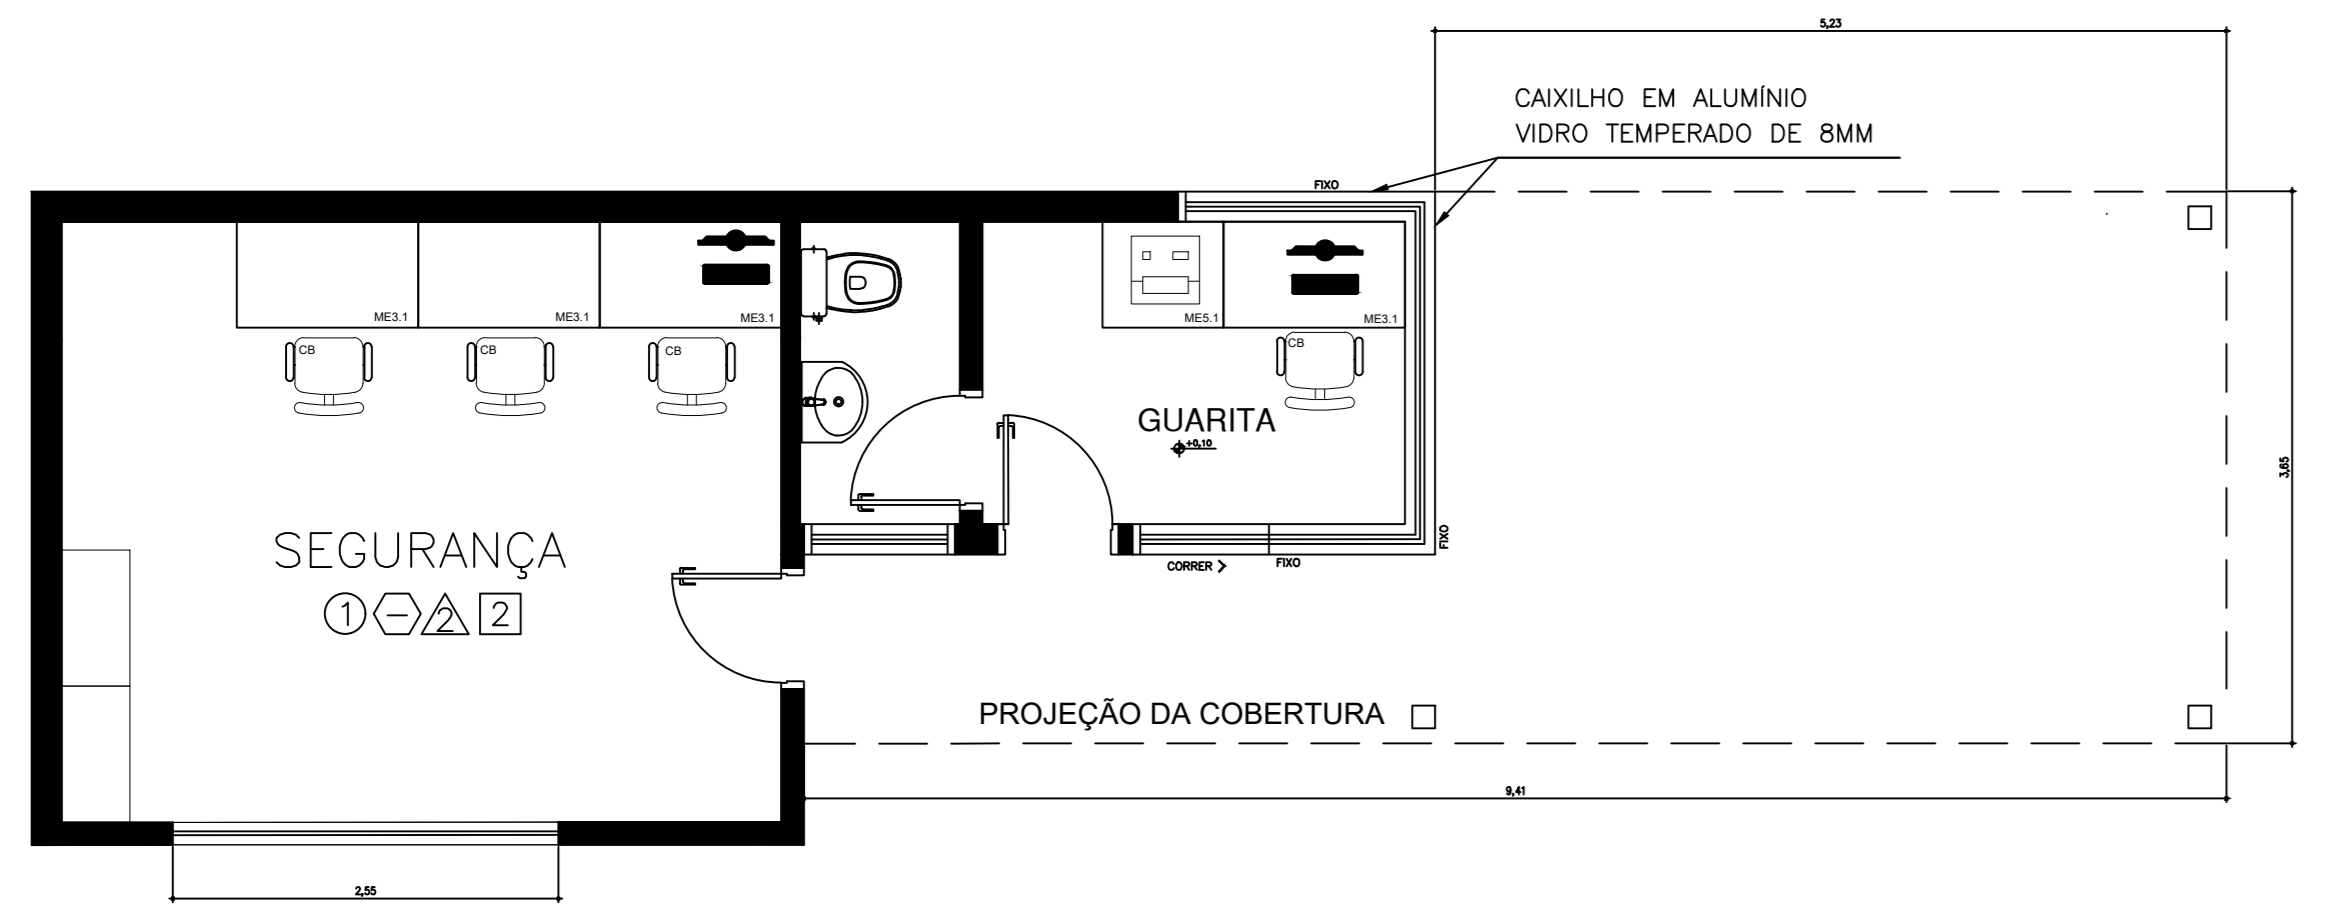 5,23
CAIXILHO EM ALUMÍNIO
VIDRO TEMPERADO DE 8MM
FIXO
ME3.1
ME3.1
ME3.1
ME5.1
ME3.1
CB
CB
CB
CB
GUARITA
+0,10
3,65
SEGURANÇA
1 – 2 2
FIXO
CORRER >
FIXO
PROJEÇÃO DA COBERTURA
9,41
2,55